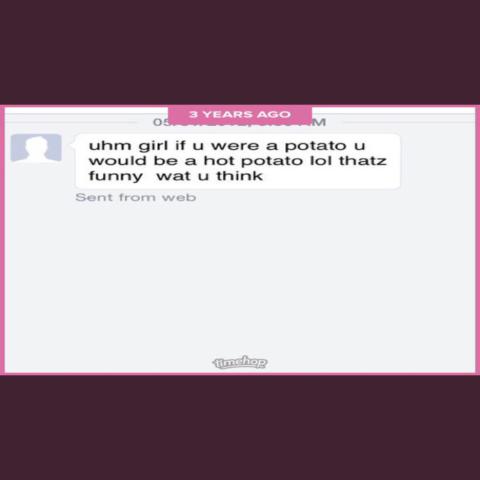 3 YEARS AGO
AM
uhm girl if u were a potato u
would be a hot potato lol thatz
funny wat u think
Sent from web
timehop